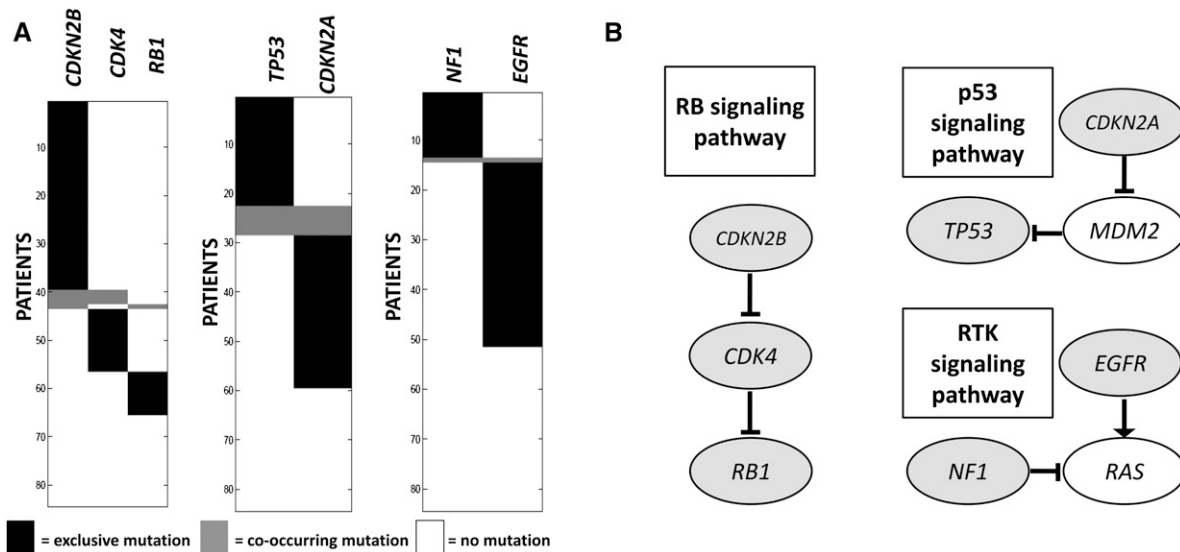 A
CDKN2B
CDK4
RB1
PATIENTS
10
20
30
40
50
60
70
80
TP53
CDKN2A
PATIENTS
10
20
30
40
50
60
70
80
NF1
EGFR
PATIENTS
10
20
30
40
50
60
70
80
= exclusive mutation
= co-occurring mutation
= no mutation
B
RB signaling
pathway
CDKN2B
CDK4
RB1
p53
signaling
pathway
CDKN2A
TP53
MDM2
RTK
signaling
pathway
EGFR
NF1
RAS